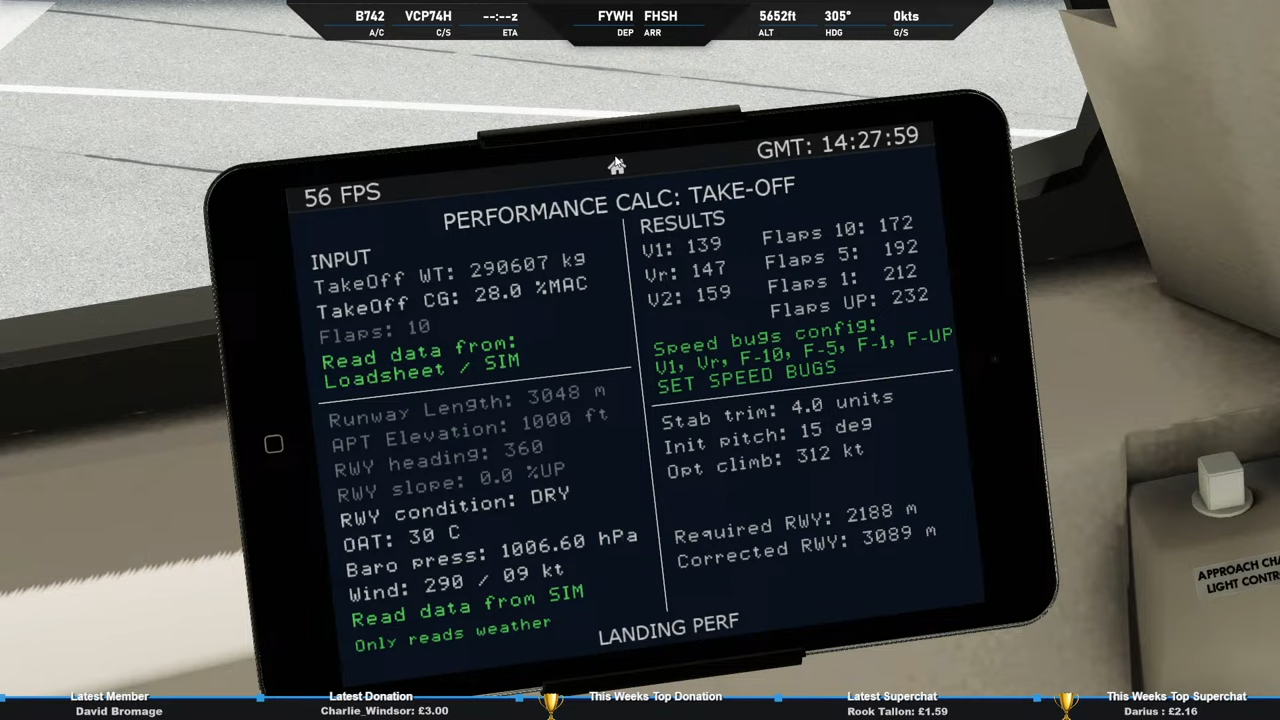 B742 VCP74H --:--z FYWH FHSH 5652ft 305° 0kts
A/C C/S ETA DEP ARR ALT HDG G/S
56 FPS
GMT: 14:27:59
PERFORMANCE CALC: TAKE-OFF
INPUT
TakeOff WT: 290607 kg
TakeOff CG: 28.0 %MAC
Flaps: 10
Read data from:
Loadsheet / SIM
Runway Length: 3048 m
APT Elevation: 1000 ft
RWY heading: 360
RWY slope: 0.0 %UP
RWY condition: DRY
OAT: 30 C
Baro press: 1006.60 hPa
Wind: 290 / 09 kt
Read data from SIM
Only reads weather
RESULTS
V1: 139 Flaps 10: 172
Vr: 147 Flaps 5: 192
V2: 159 Flaps 1: 212
Flaps UP: 232
Speed bugs config:
V1, Vr, F-10, F-5, F-1, F-UP
SET SPEED BUGS
Stab trim: 4.0 units
Init pitch: 15 deg
Opt climb: 312 kt
Required RWY: 2188 m
Corrected RWY: 3089 m
LANDING PERF
APPROACH CHA
LIGHT CONTR
Latest Member Latest Donation This Weeks Top Donation Latest Superchat This Weeks Top Superchat
David Bromage Charlie_Windsor: £3.00 Rook Tallon: £1.59 Darius : £2.16